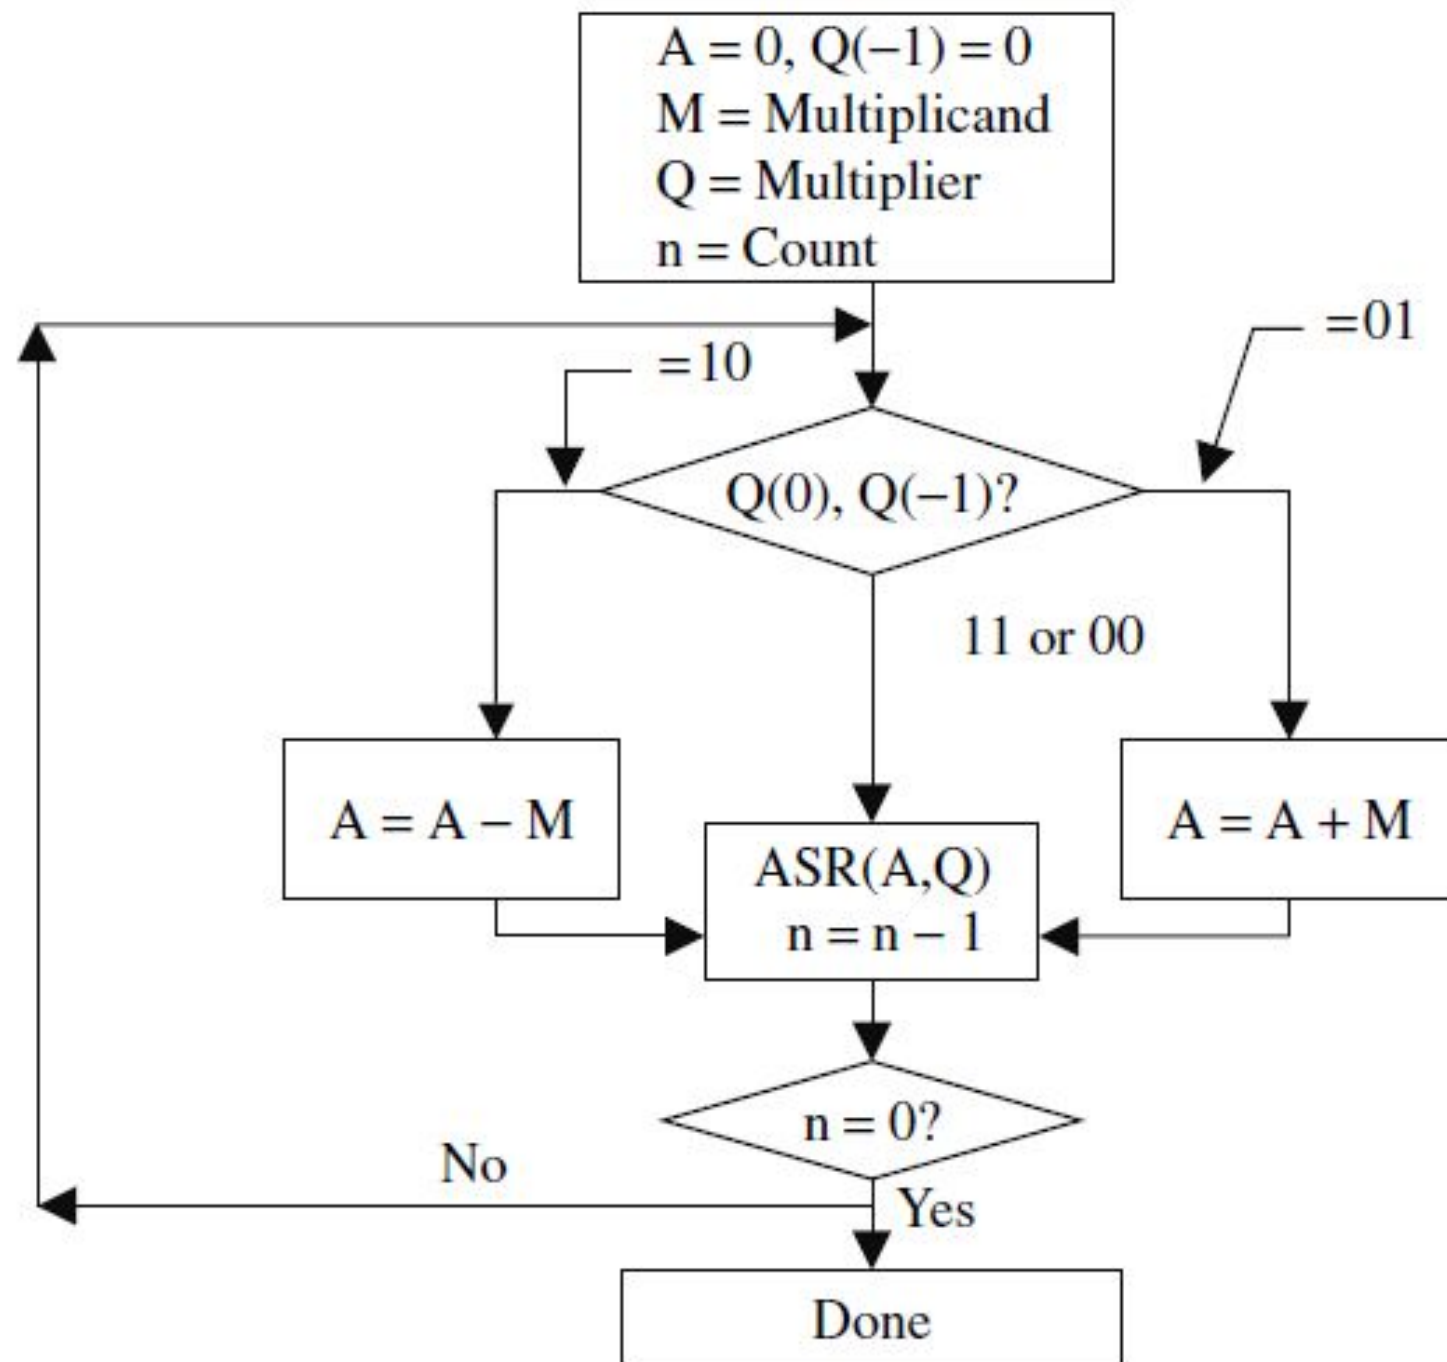 A = 0, Q(−1) = 0
M = Multiplicand
Q = Multiplier
n = Count
=01
=10
Q(0), Q(−1)?
11 or 00
A = A − M
A = A + M
ASR(A,Q)
n = n − 1
n = 0?
No
Yes
Done